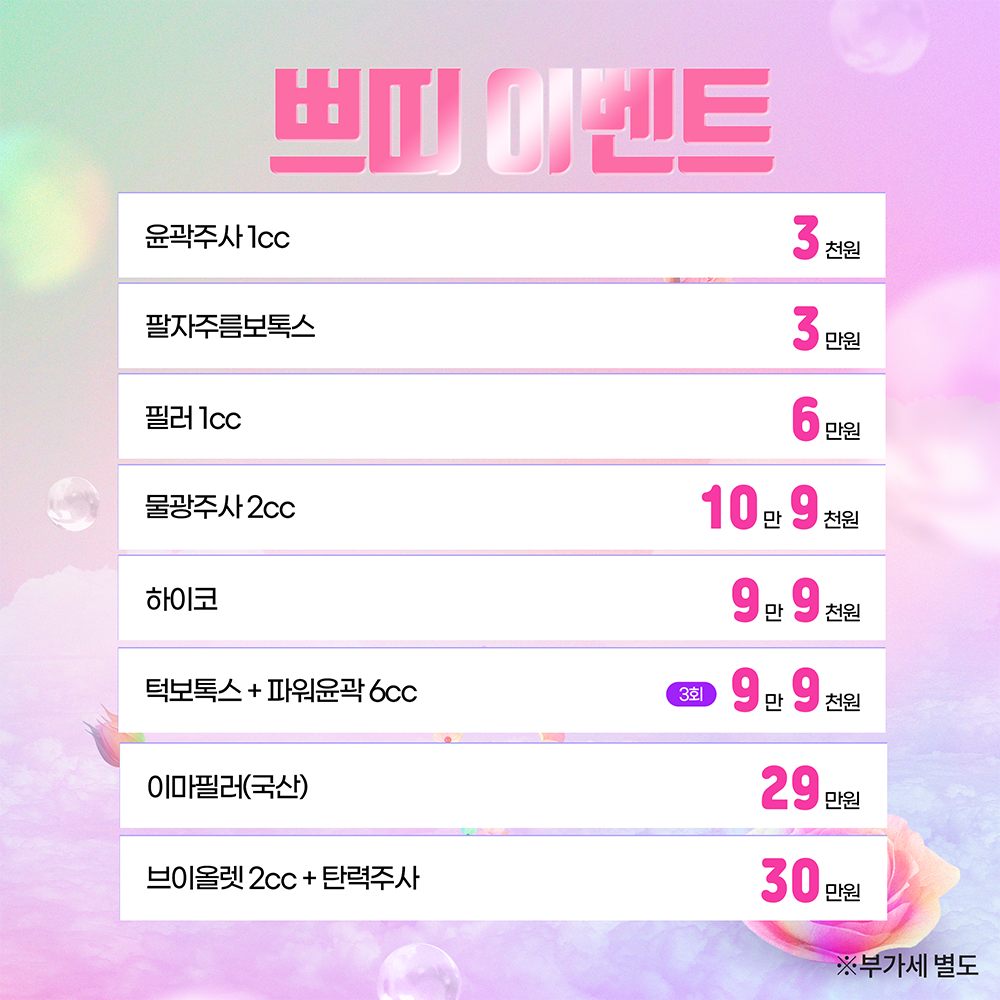 쁘띠 이벤트
윤곽주사 1cc 3천원
팔자주름보톡스 3만원
필러 1cc 6만원
물광주사 2cc 10만 9천원
하이코 9만 9천원
턱보톡스 + 파워윤곽 6cc 3회 9만 9천원
이마필러(국산) 29만원
브이올렛 2cc + 탄력주사 30만원
※부가세 별도